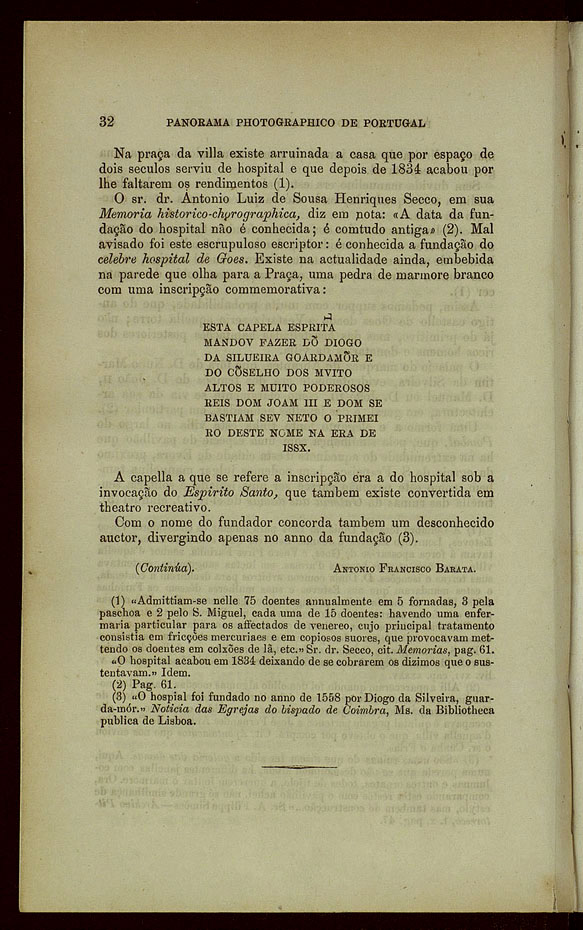 32 PANORAMA PHOTOGRAPHICO DE PORTUGAL
Na praça da villa existe arruinada a casa que por espaço de
dois seculos serviu de hospital e que depois de 1834 acabou por
lhe faltarem os rendimentos (1).
O sr. dr. Antonio Luiz de Sousa Henriques Secco, em sua
Memoria historico-chorographica, diz em nota: «A data da fun-
dação do hospital não é conhecida; é comtudo antiga» (2). Mal
avisado foi este escrupuloso escriptor: é conhecida a fundação do
celebre hospital de Goes. Existe na actualidade ainda, embebida
na parede que olha para a Praça, uma pedra de marmore branco
com uma inscripção commemorativa:
ESTA CAPELA ESPRITA
MANDOV FAZER DÕ DIOGO
DA SILUEIRA GOARDAMÕR E
DO CÕSELHO DOS MVITO
ALTOS E MUITO PODEROSOS
REIS DOM JOAM III E DOM SE
BASTIAM SEV NETO O PRIMEI
RO DESTE NOME NA ERA DE
ISSX.
A capella a que se refere a inscripção era a do hospital sob a
invocação do Espirito Santo, que tambem existe convertida em
theatro recreativo.
Com o nome do fundador concorda tambem um desconhecido
auctor, divergindo apenas no anno da fundação (3).
(Continúa). ANTONIO FRANCISCO BARATA.
(1) «Admittiam-se nelle 75 doentes annualmente em 5 fornadas, 3 pela
paschoa e 2 pelo S. Miguel, cada uma de 15 doentes: havendo uma enfer-
maria particular para os affectados de venereo, cujo principal tratamento
consistia em fricções mercuriaes e em copiosos suores, que provocavam met-
tendo os doentes em colxões de lã, etc.» Sr. dr. Secco, cit. Memorias, pag. 61.
«O hospital acabou em 1834 deixando de se cobrarem os dizimos que o sus-
tentavam.» Idem.
(2) Pag. 61.
(3) «O hospial foi fundado no anno de 1558 por Diogo da Silveira, guar-
da-mór.» Noticia das Egrejas do bispado de Coimbra, Ms. da Bibliotheca
publica de Lisboa.